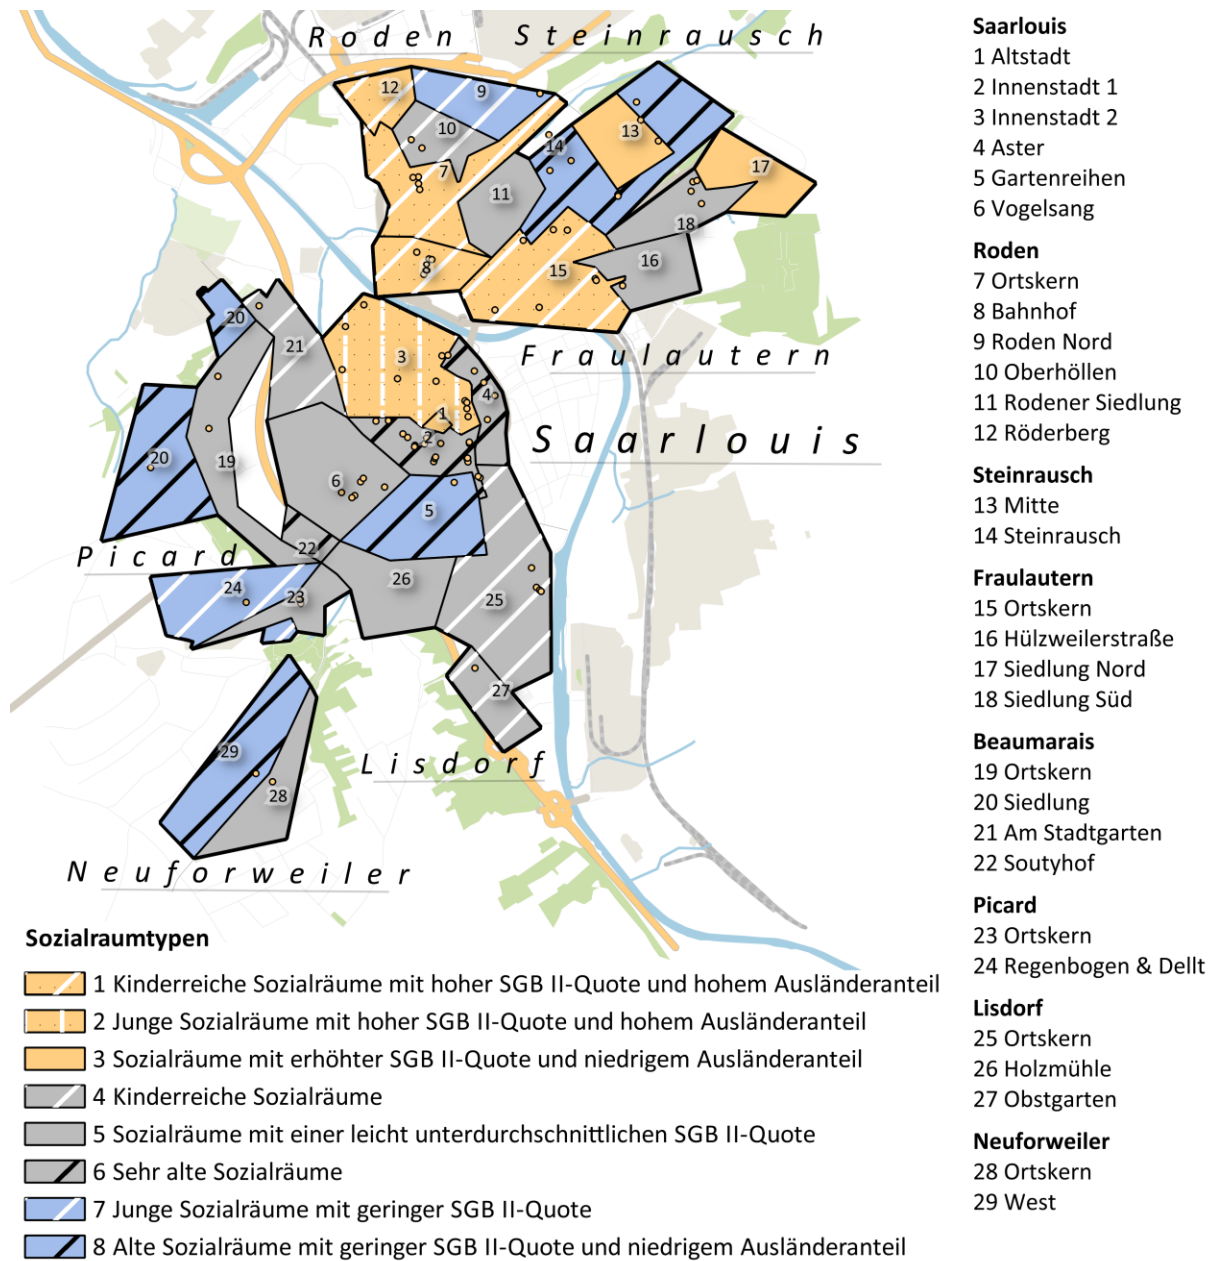 R o d e n
S t e i n r a u s c h
12
9
10
13
14
7
17
11
18
8
15
16
20
21
3
F r a u l a u t e r n
4
1
2
S a a r l o u i s
20
19
6
5
22
P i c a r d
26
24
23
25
27
29
L i s d o r f
28
N e u f o r w e i l e r
Sozialraumtypen
1 Kinderreiche Sozialräume mit hoher SGB II-Quote und hohem Ausländeranteil
2 Junge Sozialräume mit hoher SGB II-Quote und hohem Ausländeranteil
3 Sozialräume mit erhöhter SGB II-Quote und niedrigem Ausländeranteil
4 Kinderreiche Sozialräume
5 Sozialräume mit einer leicht unterdurchschnittlichen SGB II-Quote
6 Sehr alte Sozialräume
7 Junge Sozialräume mit geringer SGB II-Quote
8 Alte Sozialräume mit geringer SGB II-Quote und niedrigem Ausländeranteil
Saarlouis
1 Altstadt
2 Innenstadt 1
3 Innenstadt 2
4 Aster
5 Gartenreihen
6 Vogelsang
Roden
7 Ortskern
8 Bahnhof
9 Roden Nord
10 Oberhöllen
11 Rodener Siedlung
12 Röderberg
Steinrausch
13 Mitte
14 Steinrausch
Fraulautern
15 Ortskern
16 Hülzweilerstraße
17 Siedlung Nord
18 Siedlung Süd
Beaumarais
19 Ortskern
20 Siedlung
21 Am Stadtgarten
22 Soutyhof
Picard
23 Ortskern
24 Regenbogen & Dellt
Lisdorf
25 Ortskern
26 Holzmühle
27 Obstgarten
Neuforweiler
28 Ortskern
29 West